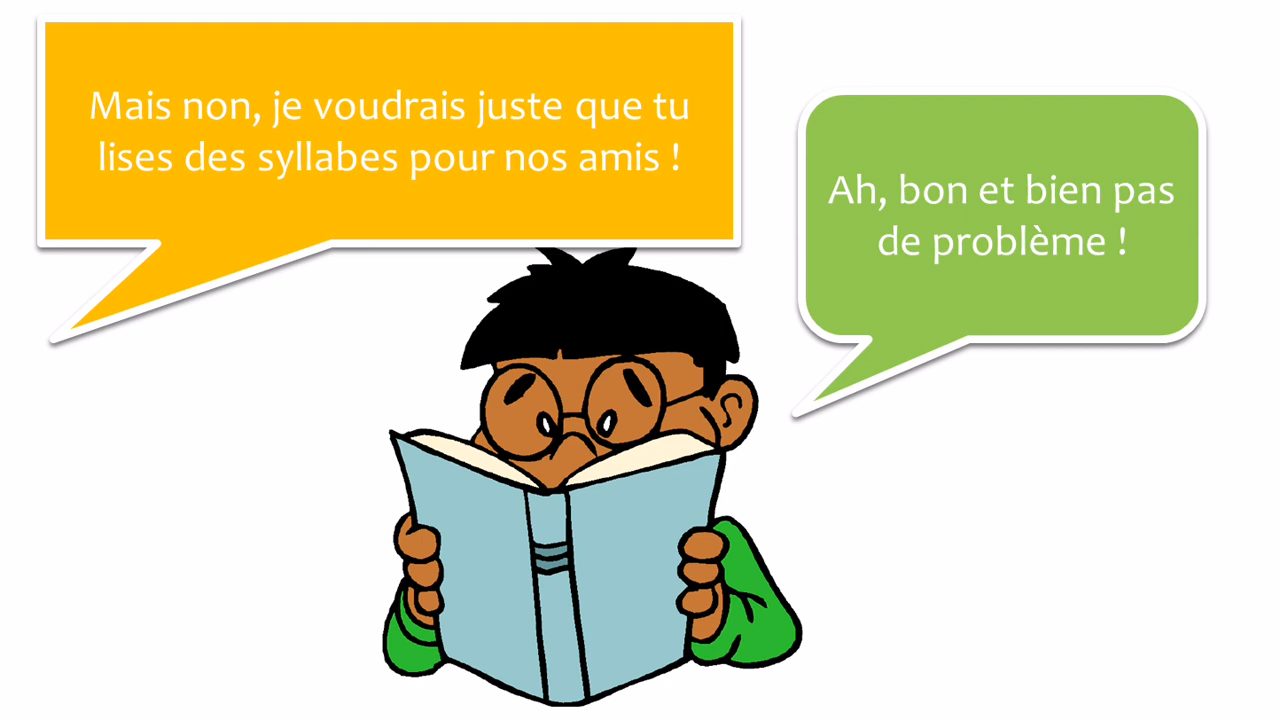 Mais non, je voudrais juste que tu
lises des syllabes pour nos amis !
Ah, bon et bien pas
de problème !